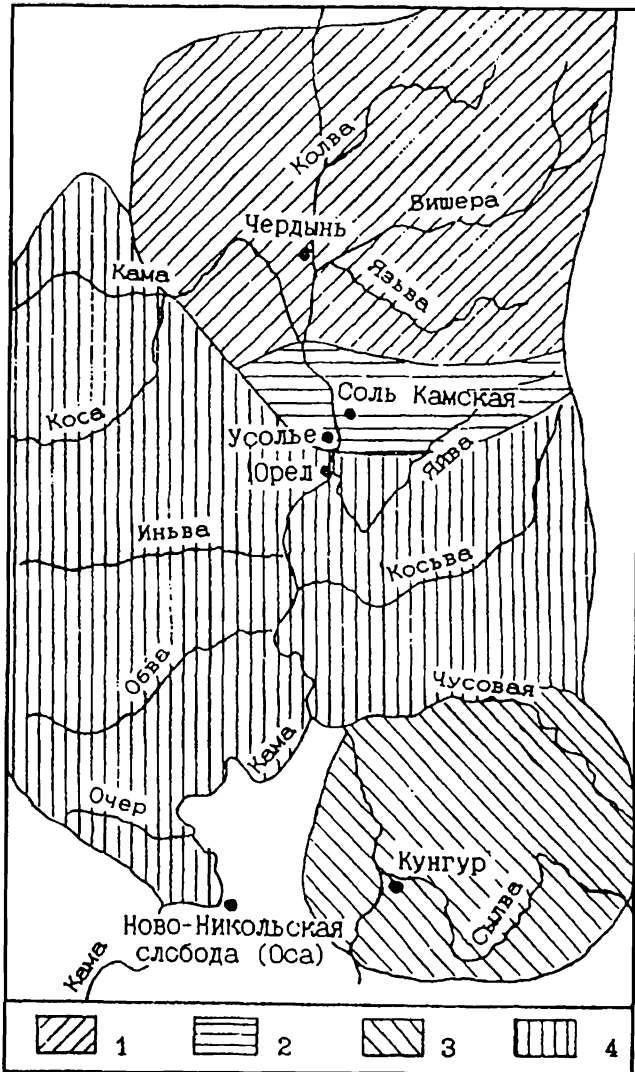 Колва
Вишера
Чердынь
Кама
Язьва
Соль Камская
Коса
Усолье
Яйва
Орел
Иньва
Косьва
Обва
Чусовая
Кама
Очер
Кунгур
Сылва
Ново-Никольская
слобода (Оса)
Кама
1 2 3 4